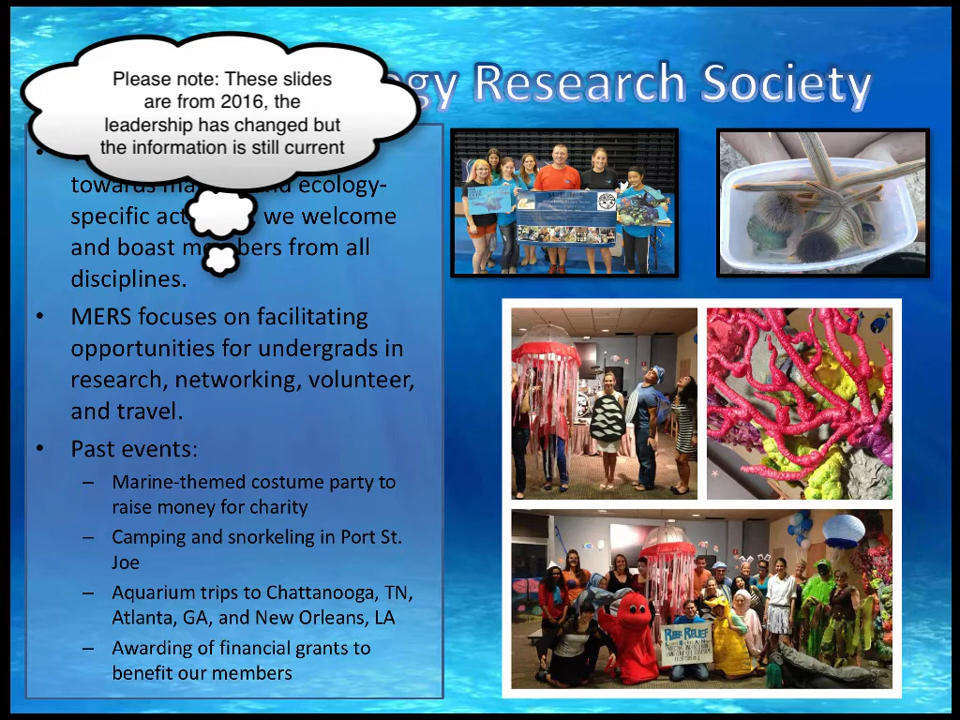 Please note: These slides
are from 2016, the
leadership has changed but
the information is still current
gy Research Society
towards ma nd ecology-
specific act we welcome
and boast me bers from all
disciplines.
• MERS focuses on facilitating
opportunities for undergrads in
research, networking, volunteer,
and travel.
• Past events:
– Marine-themed costume party to
raise money for charity
– Camping and snorkeling in Port St.
Joe
– Aquarium trips to Chattanooga, TN,
Atlanta, GA, and New Orleans, LA
– Awarding of financial grants to
benefit our members
REEF RELIEF